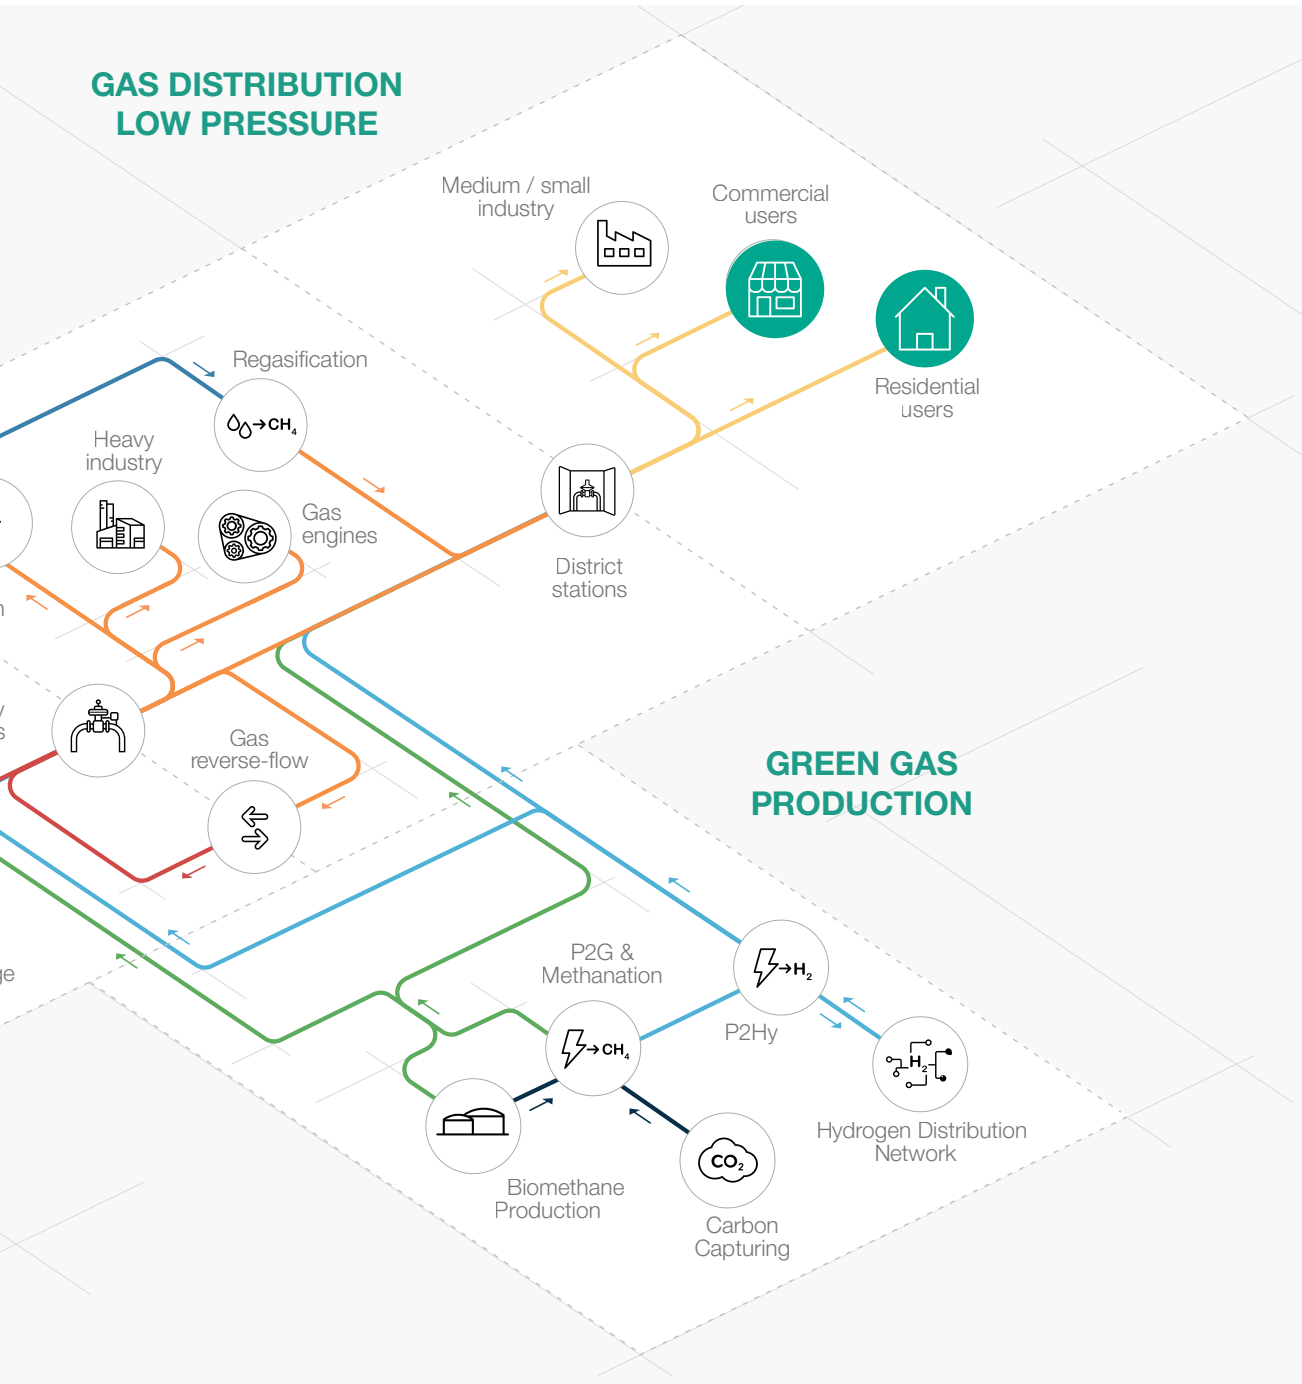 GAS DISTRIBUTION
LOW PRESSURE
Medium / small
industry
Commercial
users
Residential
users
Regasification
CH4
Heavy
industry
Gas
engines
District
stations
Gas
reverse-flow
GREEN GAS
PRODUCTION
P2G &
Methanation
H2
P2Hy
CH4
H2
Hydrogen Distribution
Network
CO2
Biomethane
Production
Carbon
Capturing